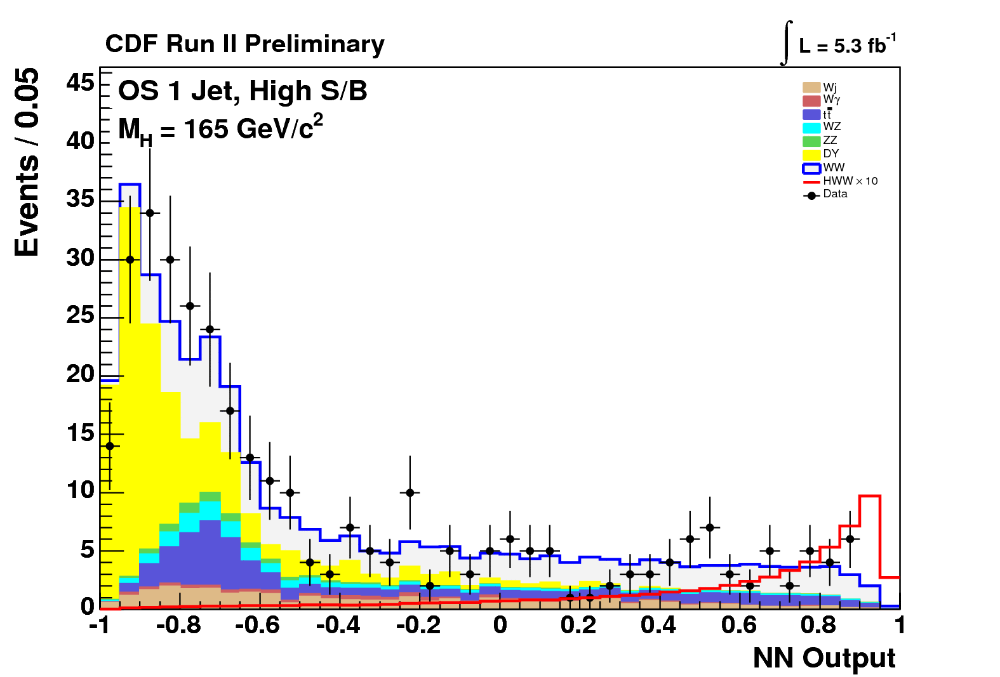 CDF Run II Preliminary
∫ L = 5.3 fb⁻¹
Events / 0.05
OS 1 Jet, High S/B
M_H = 165 GeV/c²
45
40
35
30
25
20
15
10
5
0
Wj
Wγ
tt̄
WZ
ZZ
DY
WW
HWW × 10
Data
-1 -0.8 -0.6 -0.4 -0.2 0 0.2 0.4 0.6 0.8 1
NN Output